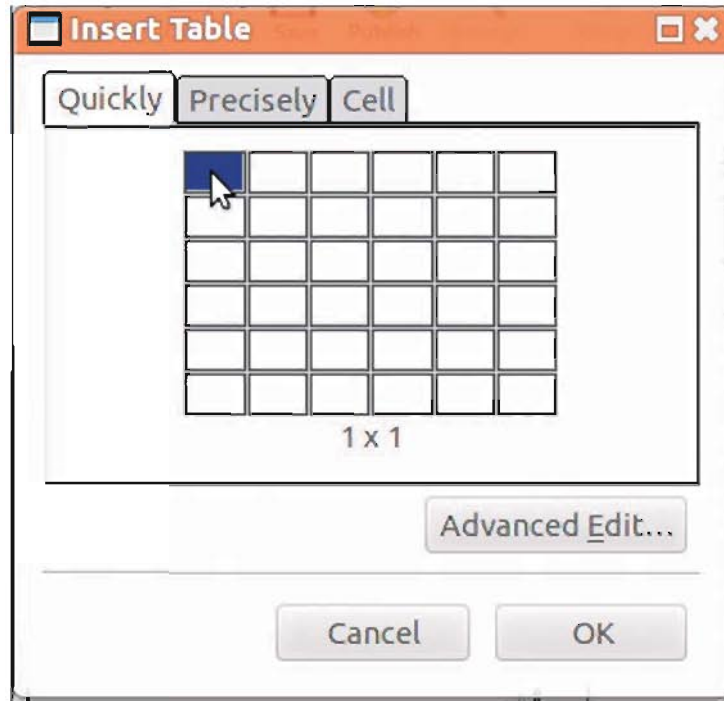 Insert Table
Quickly Precisely Cell
1 x 1
Advanced Edit...
Cancel OK